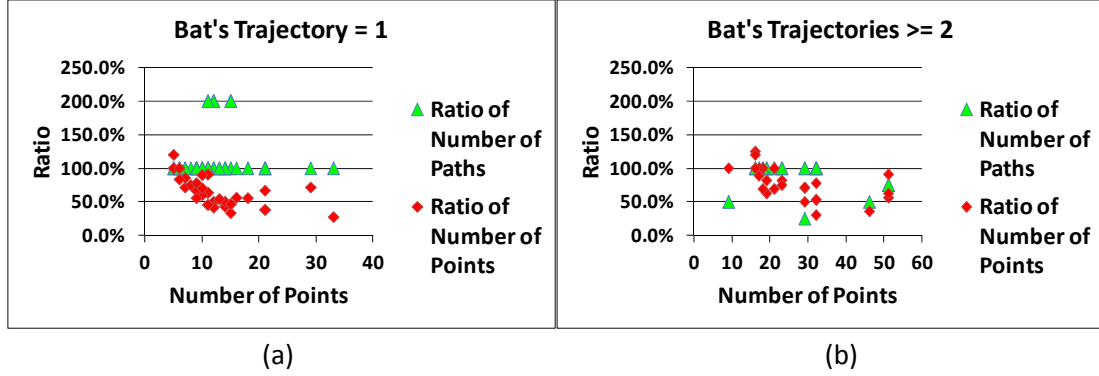 Bat's Trajectory = 1
250.0%
200.0%
150.0%
100.0%
50.0%
0.0%
Ratio
0 10 20 30 40
Number of Points
Ratio of
Number of
Paths
Ratio of
Number of
Points
(a)
Bat's Trajectories >= 2
250.0%
200.0%
150.0%
100.0%
50.0%
0.0%
Ratio
0 10 20 30 40 50 60
Number of Points
Ratio of
Number of
Paths
Ratio of
Number of
Points
(b)